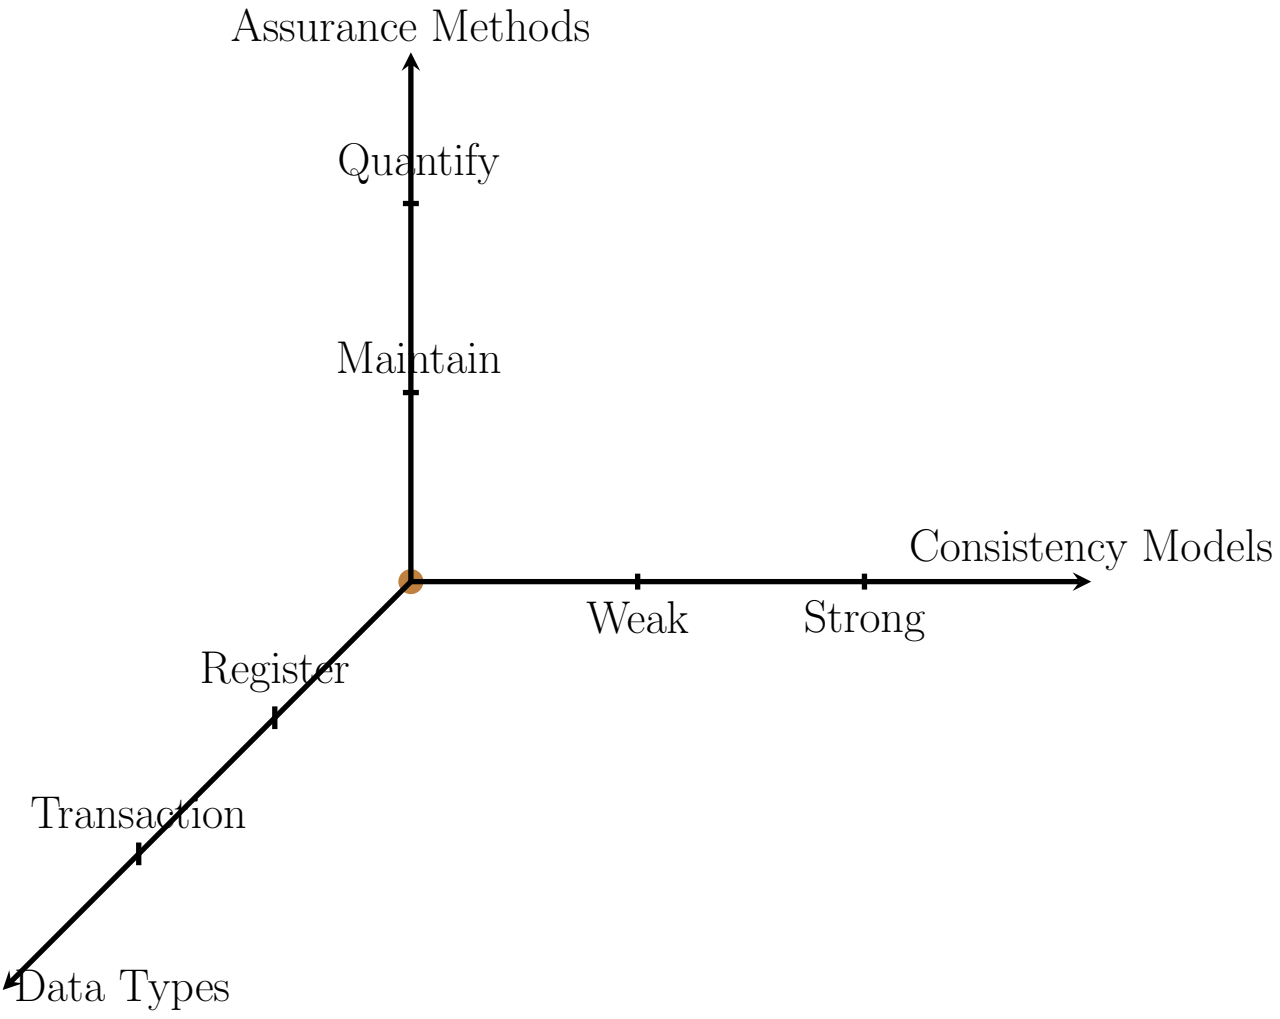 Assurance Methods
Quantify
Maintain
Consistency Models
Weak
Strong
Register
Transaction
Data Types